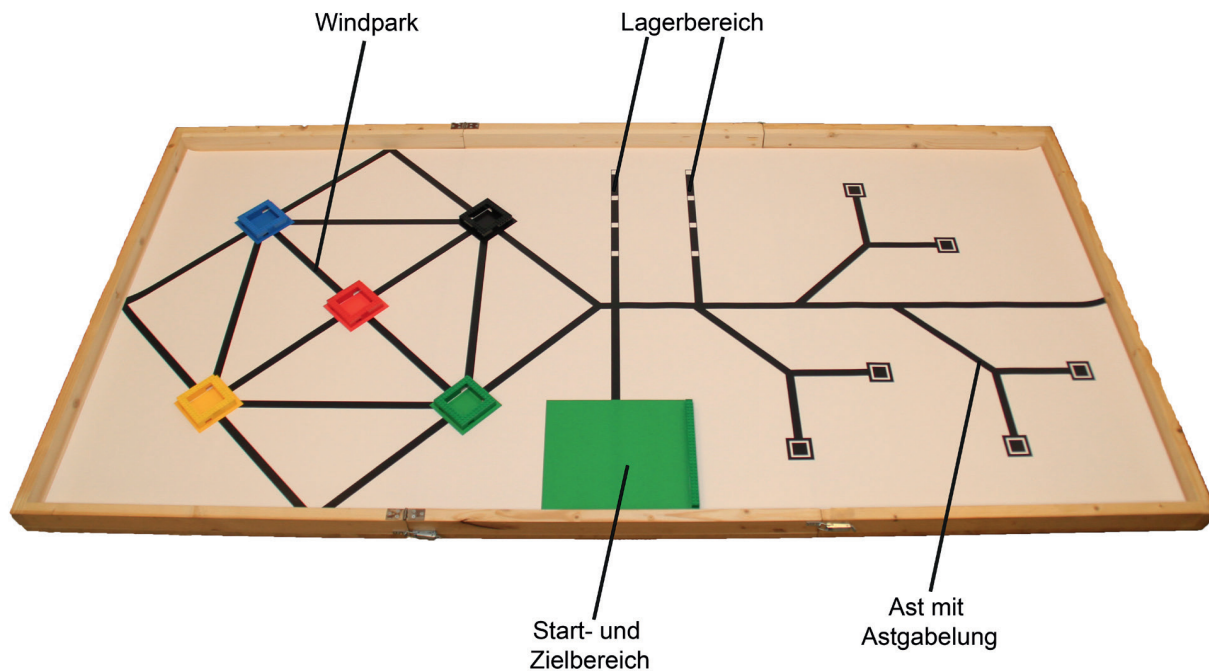 Windpark
Lagerbereich
Start- und
Zielbereich
Ast mit
Astgabelung